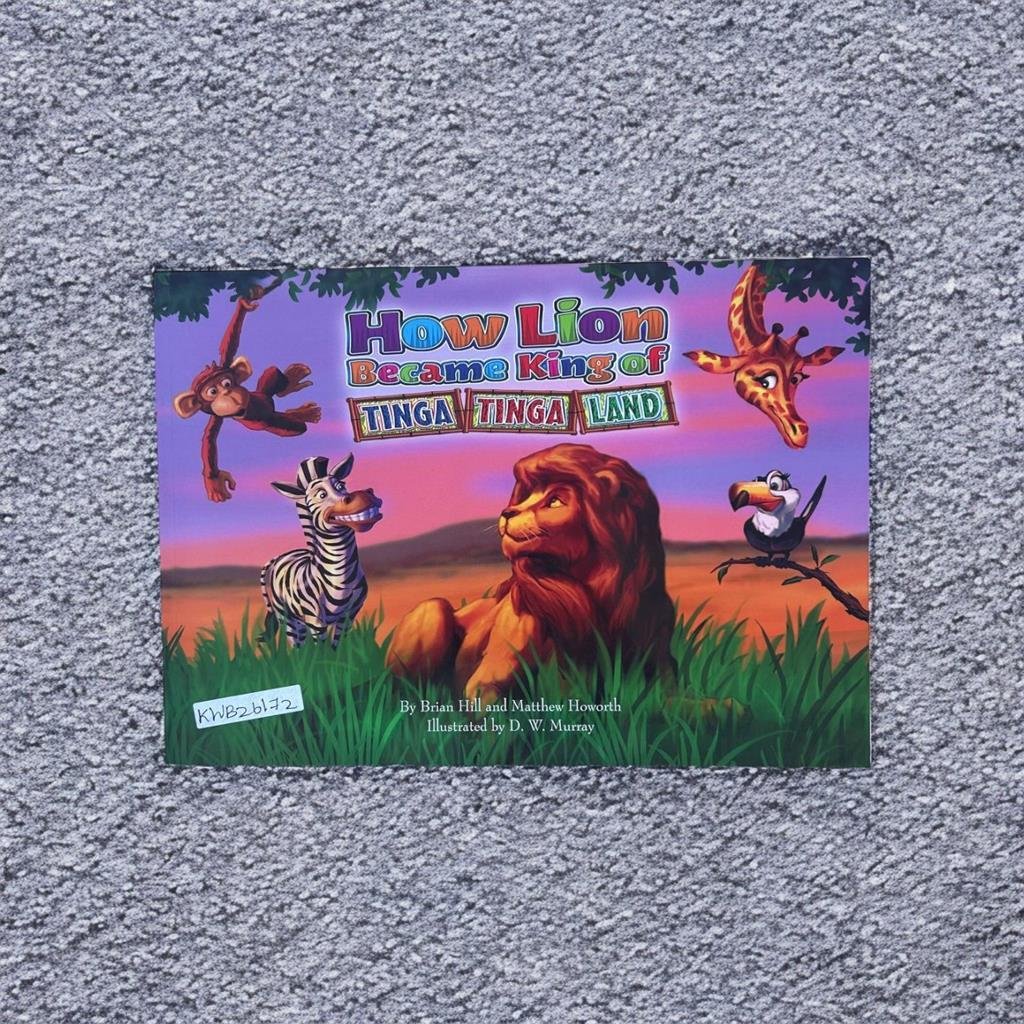 How Lion
Became King of
TINGA TINGA LAND
KWB26172
By Brian Hill and Matthew Howorth
Illustrated by D. W. Murray